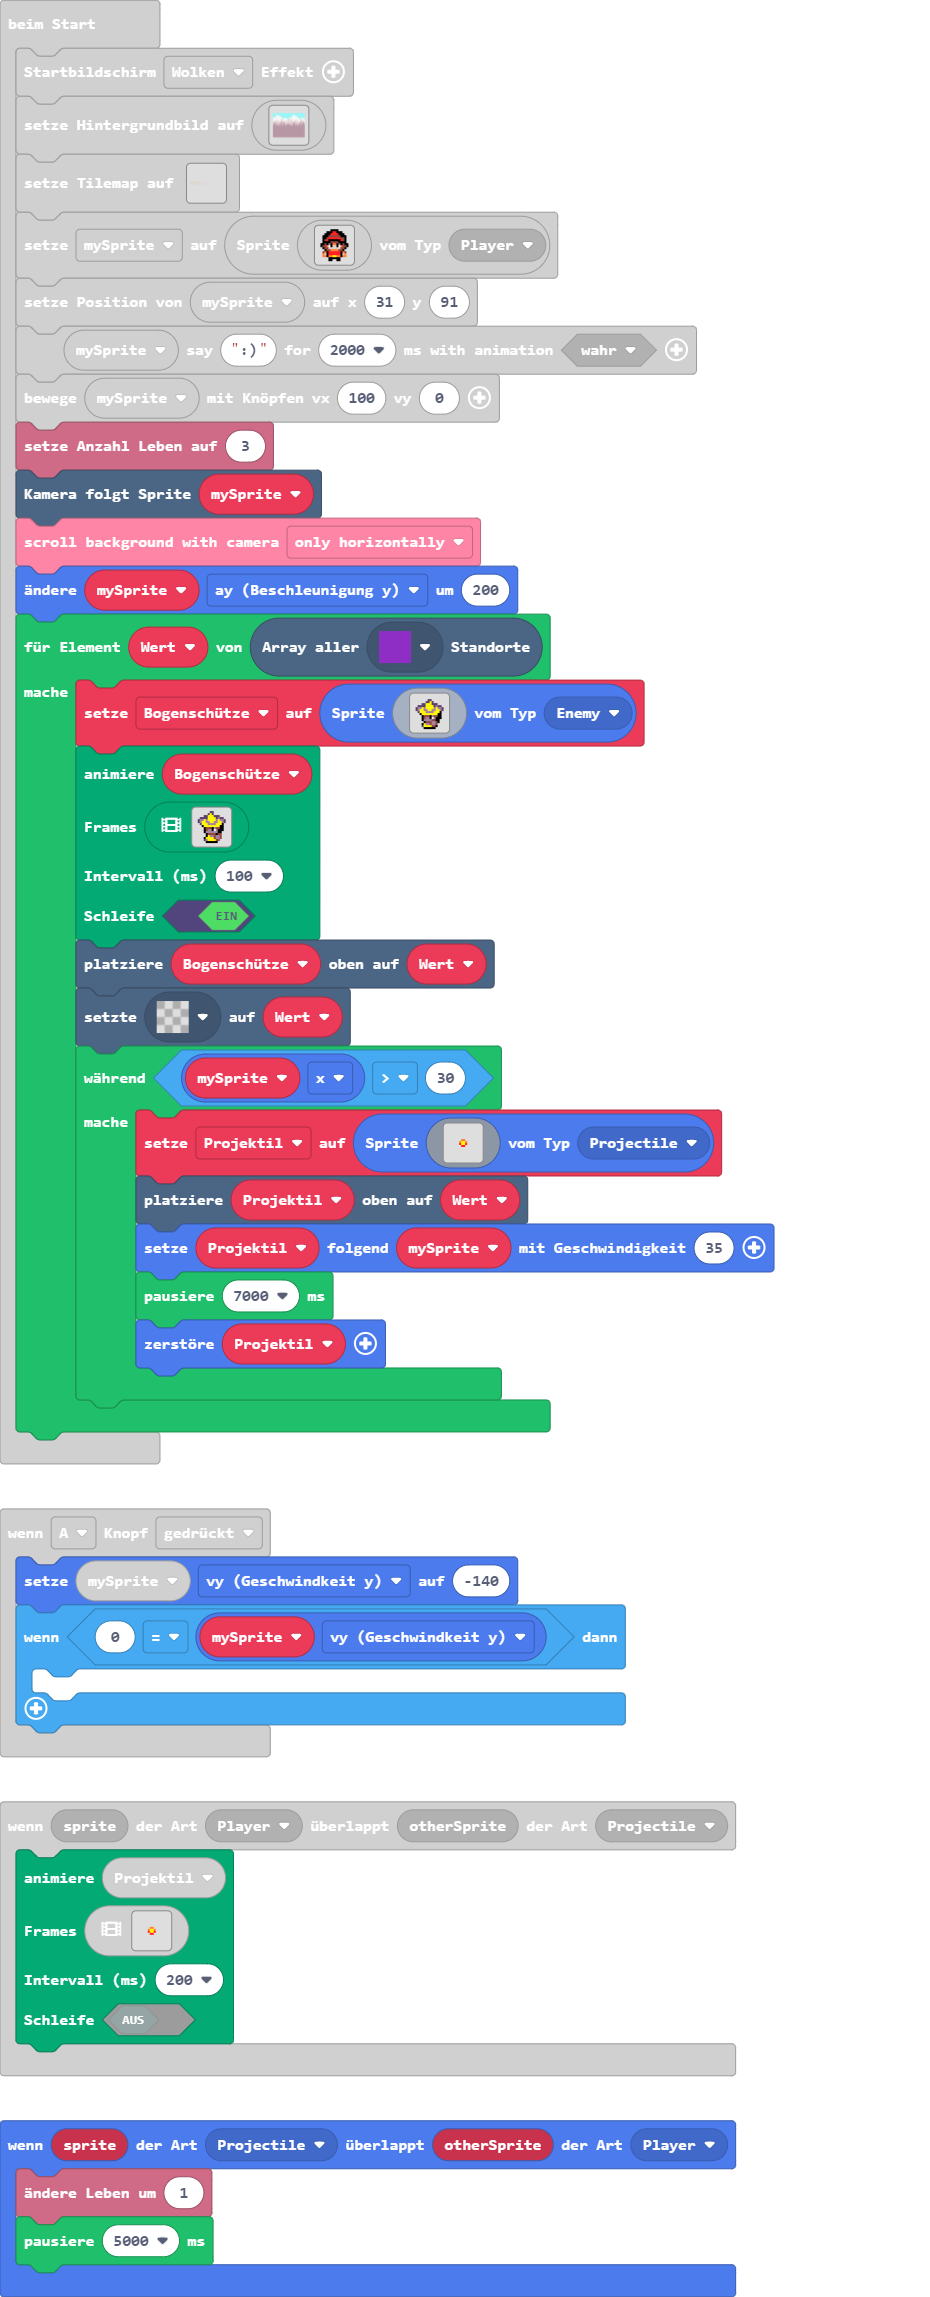 beim Start
Startbildschirm Wolken Effekt
setze Hintergrundbild auf
setze Tilemap auf
setze mySprite auf Sprite vom Typ Player
setze Position von mySprite auf x 31 y 91
mySprite say ":)" for 2000 ms with animation wahr
bewege mySprite mit Knöpfen vx 100 vy 0
setze Anzahl Leben auf 3
Kamera folgt Sprite mySprite
scroll background with camera only horizontally
ändere mySprite ay (Beschleunigung y) um 200
für Element Wert von Array aller Standorte
mache
setze Bogenschütze auf Sprite vom Typ Enemy
animiere Bogenschütze
Frames
Intervall (ms) 100
Schleife EIN
platziere Bogenschütze oben auf Wert
setzte auf Wert
während mySprite x > 30
mache
setze Projektil auf Sprite vom Typ Projectile
platziere Projektil oben auf Wert
setze Projektil folgend mySprite mit Geschwindigkeit 35
pausiere 7000 ms
zerstöre Projektil
wenn A Knopf gedrückt
setze mySprite vy (Geschwindkeit y) auf -140
wenn 0 = mySprite vy (Geschwindkeit y) dann
wenn sprite der Art Player überlappt otherSprite der Art Projectile
animiere Projektil
Frames
Intervall (ms) 200
Schleife AUS
wenn sprite der Art Projectile überlappt otherSprite der Art Player
ändere Leben um 1
pausiere 5000 ms